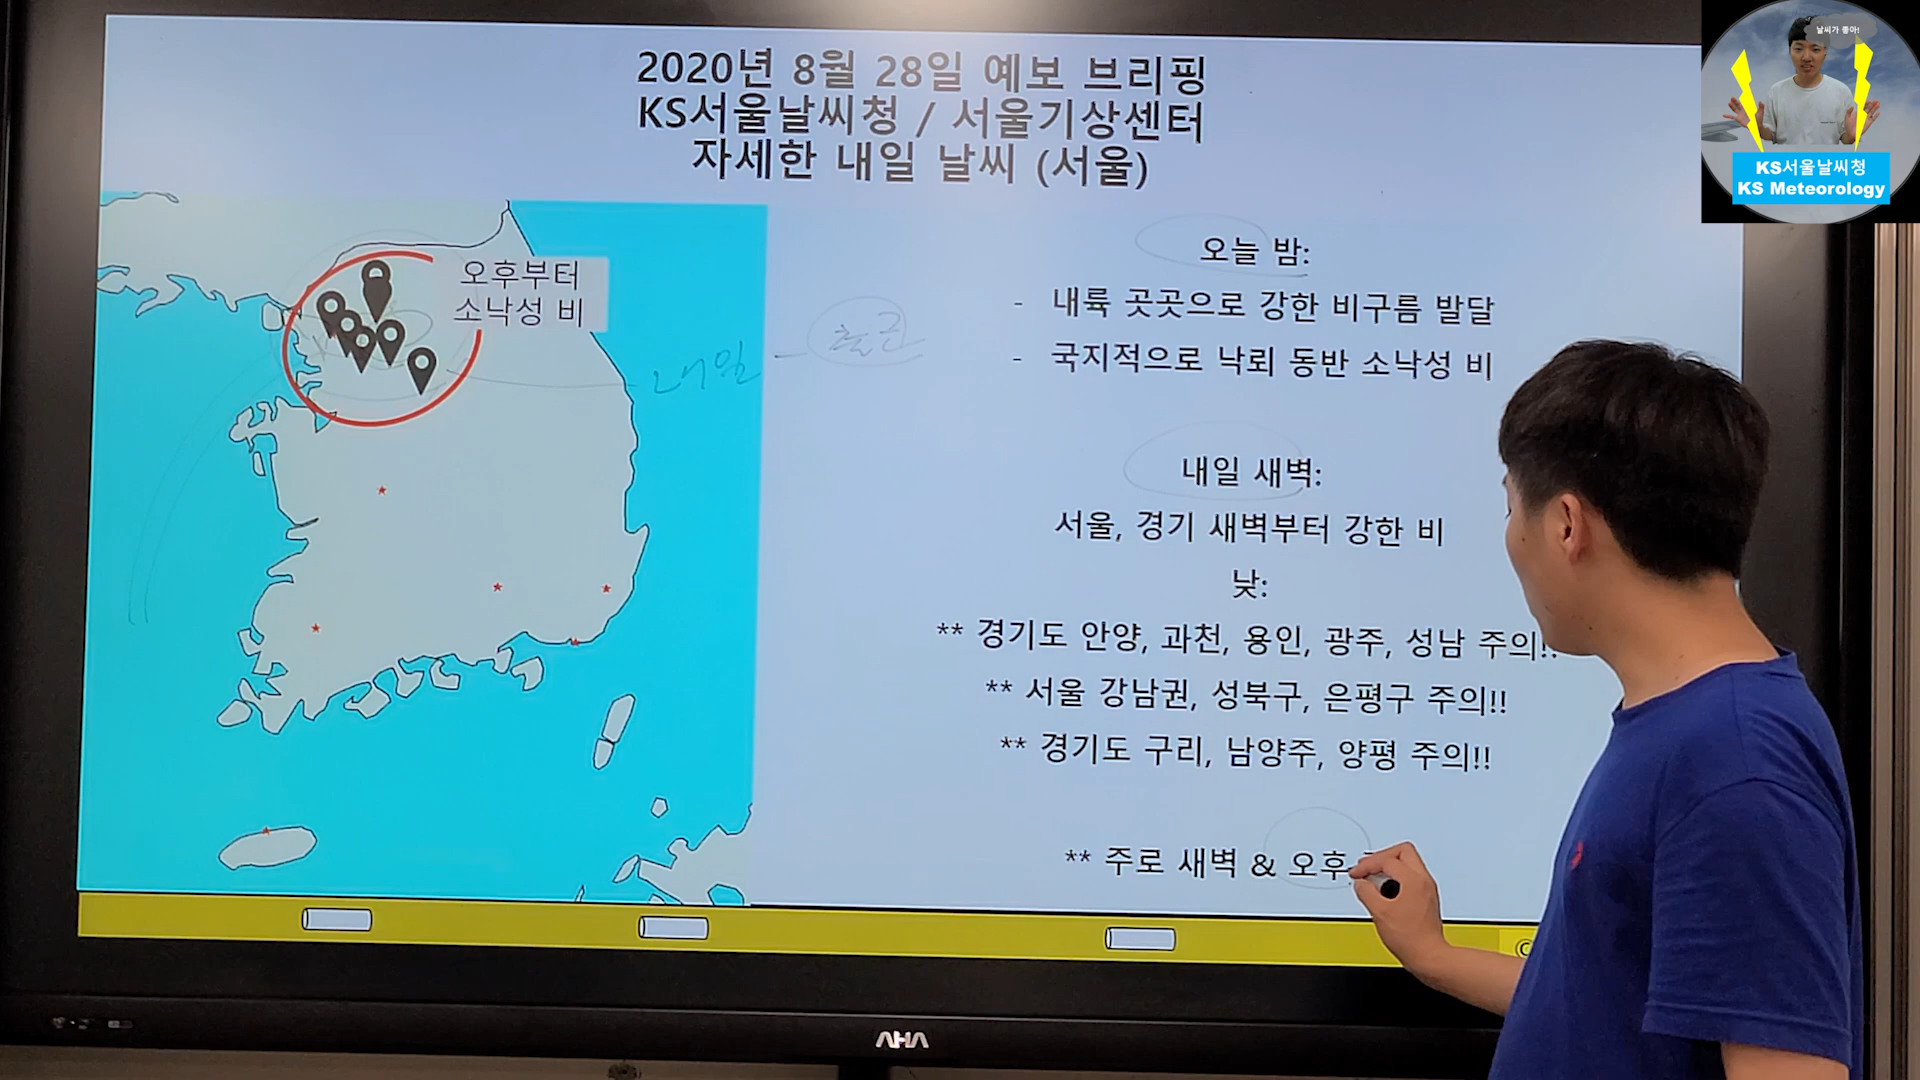 2020년 8월 28일 예보 브리핑
KS서울날씨청 / 서울기상센터
자세한 내일 날씨 (서울)
날씨가 좋아!
KS서울날씨청
KS Meteorology
오후부터
소낙성 비
내일 - 출근
오늘 밤:
- 내륙 곳곳으로 강한 비구름 발달
- 국지적으로 낙뢰 동반 소낙성 비
내일 새벽:
서울, 경기 새벽부터 강한 비
낮:
** 경기도 안양, 과천, 용인, 광주, 성남 주의!!
** 서울 강남권, 성북구, 은평구 주의!!
** 경기도 구리, 남양주, 양평 주의!!
** 주로 새벽 & 오후
©
AHA